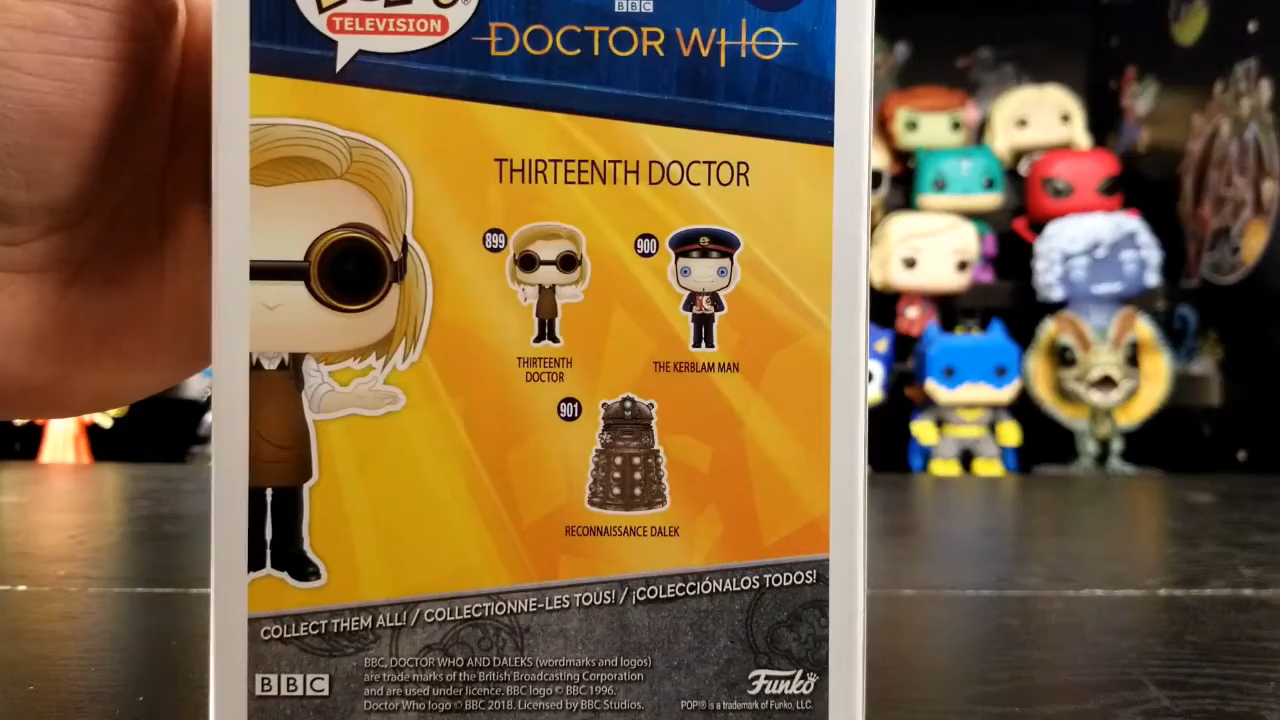 TELEVISION
BBC
DOCTOR WHO
THIRTEENTH DOCTOR
899
900
THIRTEENTH
DOCTOR
THE KERBLAM MAN
901
RECONNAISSANCE DALEK
COLLECT THEM ALL! / COLLECTIONNE-LES TOUS! / ¡COLECCIÓNALOS TODOS!
BBC, DOCTOR WHO AND DALEKS (wordmarks and logos)
are trade marks of the British Broadcasting Corporation
and are used under licence. BBC logo © BBC 1996.
Doctor Who logo © BBC 2018. Licensed by BBC Studios.
BBC
Funko
POP!® is a trademark of Funko, LLC.